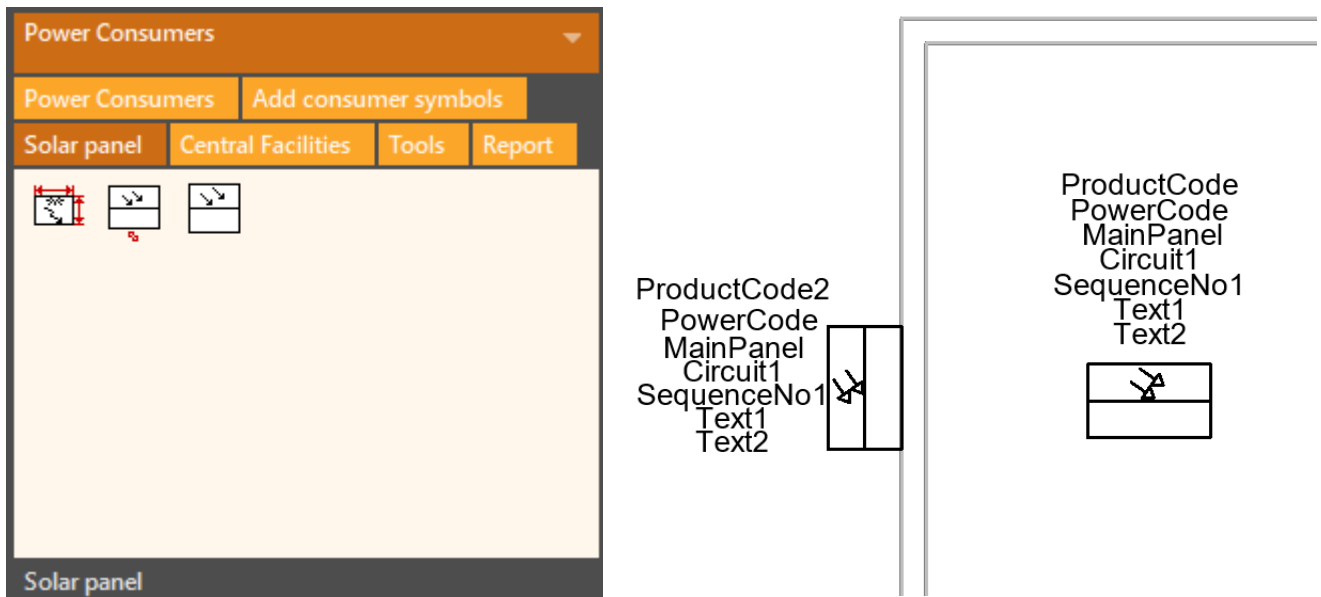 Power Consumers
Power Consumers
Add consumer symbols
Solar panel
Central Facilities
Tools
Report
Solar panel
ProductCode2
PowerCode
MainPanel
Circuit1
SequenceNo1
Text1
Text2
ProductCode
PowerCode
MainPanel
Circuit1
SequenceNo1
Text1
Text2